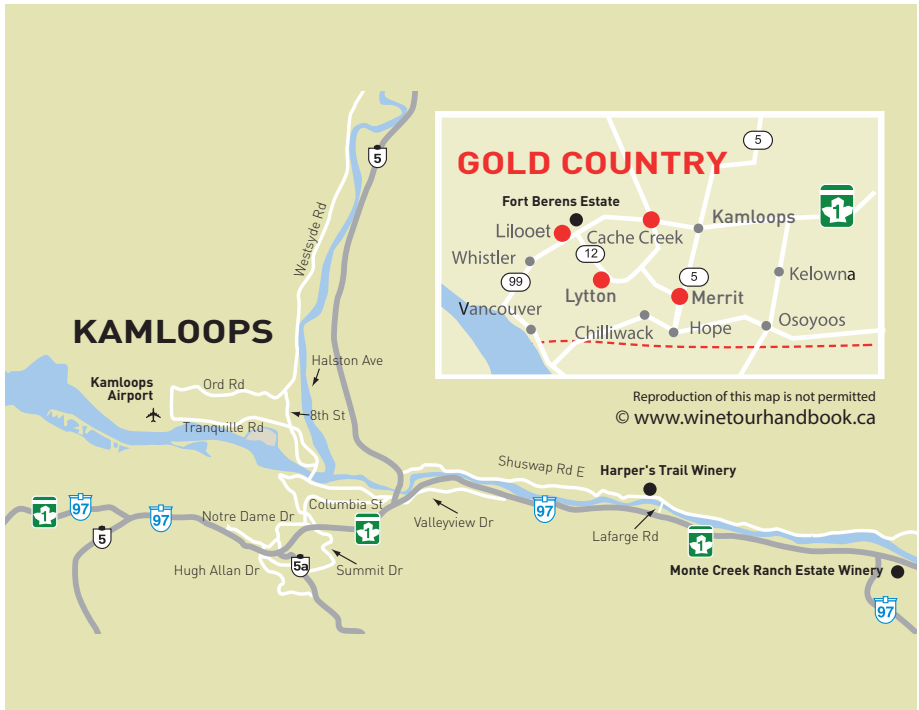 5
GOLD COUNTRY
Fort Berens Estate
1
Kamloops
Lilooet
Cache Creek
12
Whistler
99
5
Kelowna
Lytton
Merrit
Vancouver
Chilliwack
Hope
Osoyoos
Reproduction of this map is not permitted
© www.winetourhandbook.ca
5
Westsyde Rd
KAMLOOPS
Halston Ave
Kamloops
Airport
Ord Rd
8th St
Tranquille Rd
Shuswap Rd E
Harper's Trail Winery
1
97
97
5
Notre Dame Dr
Columbia St
1
Valleyview Dr
97
Lafarge Rd
1
Hugh Allan Dr
5a
Summit Dr
Monte Creek Ranch Estate Winery
97